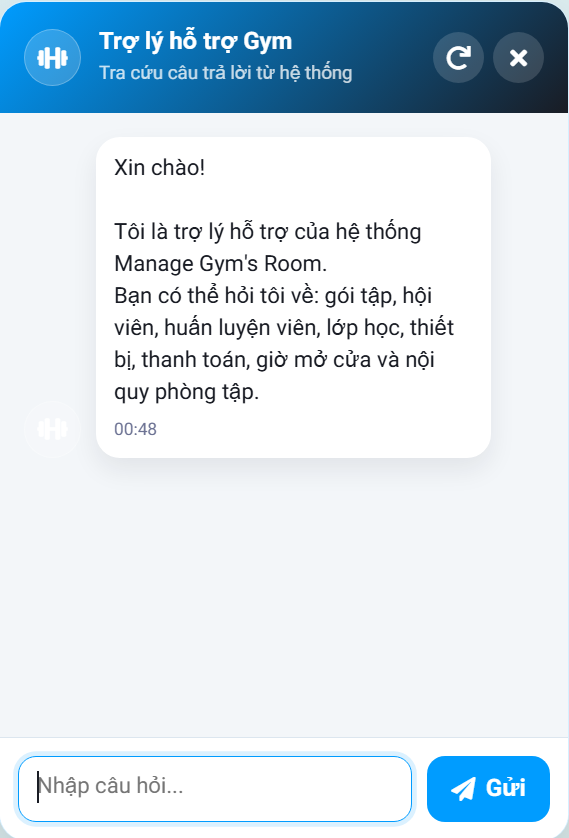 Trợ lý hỗ trợ Gym
Tra cứu câu trả lời từ hệ thống
Xin chào!
Tôi là trợ lý hỗ trợ của hệ thống
Manage Gym's Room.
Bạn có thể hỏi tôi về: gói tập, hội
viên, huấn luyện viên, lớp học, thiết
bị, thanh toán, giờ mở cửa và nội
quy phòng tập.
00:48
Nhập câu hỏi...
Gửi